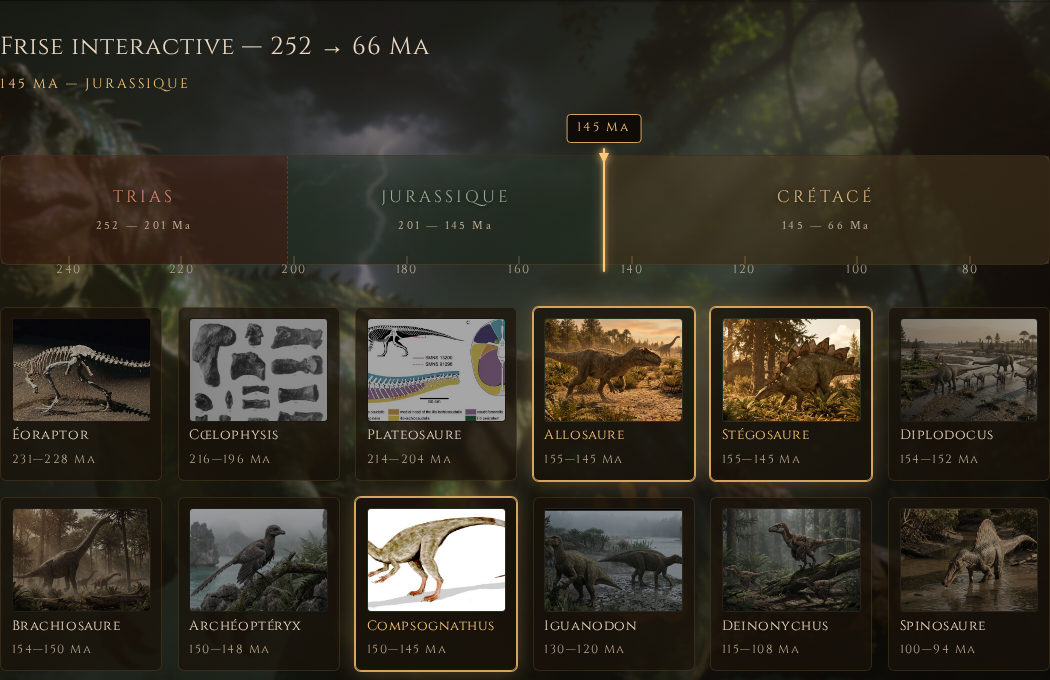 Frise interactive — 252 → 66 Ma
145 Ma — Jurassique
145 Ma
TRIAS
252 — 201 Ma
JURASSIQUE
201 — 145 Ma
CRÉTACÉ
145 — 66 Ma
240 220 200 180 160 140 120 100 80
SMNS 13200
SMNS 91296
Éoraptor
231–228 Ma
Cœlophysis
216–196 Ma
Plateosaure
214–204 Ma
Allosaure
155–145 Ma
Stégosaure
155–145 Ma
Diplodocus
154–152 Ma
Brachiosaure
154–150 Ma
Archéoptéryx
150–148 Ma
Compsognathus
150–145 Ma
Iguanodon
130–120 Ma
Deinonychus
115–108 Ma
Spinosaure
100–94 Ma